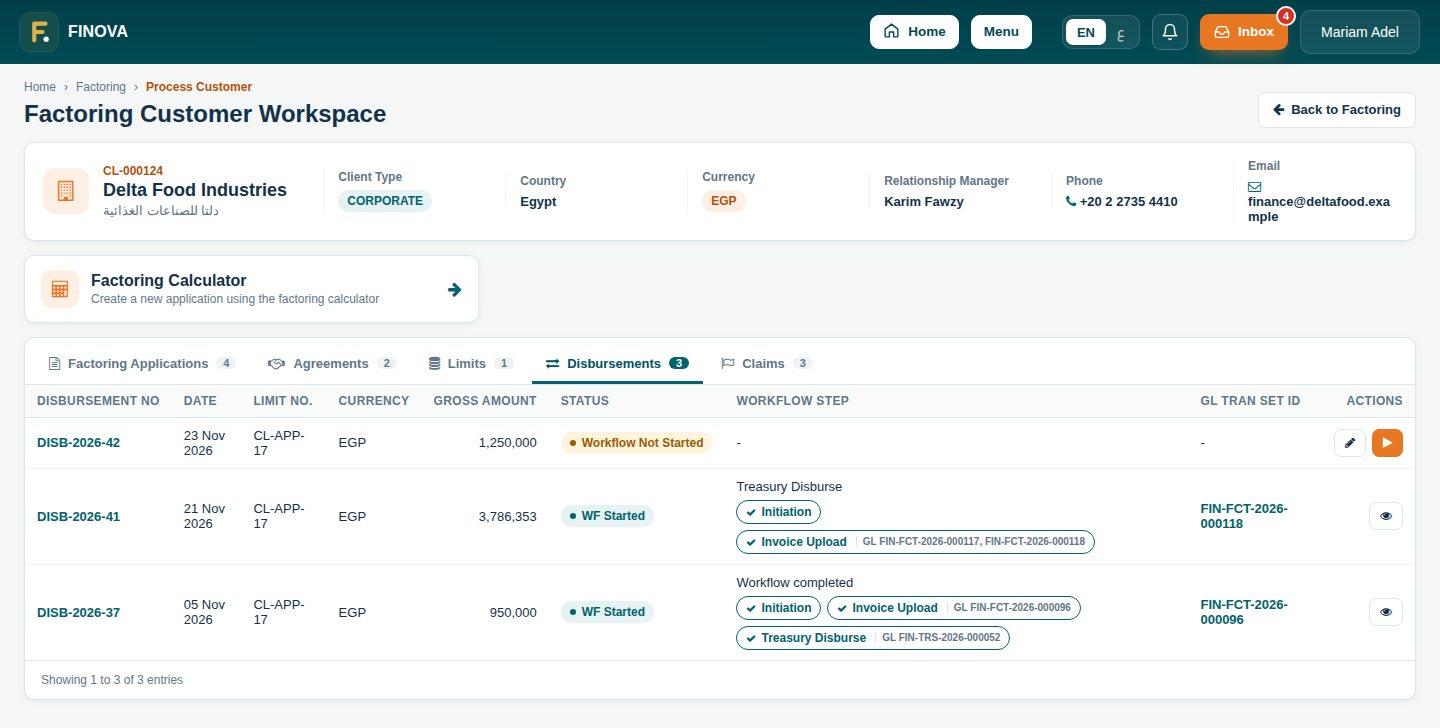 FINOVA
Home
Menu
EN
ع
4
Inbox
Mariam Adel
Home › Factoring › Process Customer
Factoring Customer Workspace
Back to Factoring
CL-000124
Delta Food Industries
دلتا للصناعات الغذائية
Client Type
CORPORATE
Country
Egypt
Currency
EGP
Relationship Manager
Karim Fawzy
Phone
+20 2 2735 4410
Email
finance@deltafood.exa
mple
Factoring Calculator
Create a new application using the factoring calculator
Factoring Applications 4 Agreements 2 Limits 1 Disbursements 3 Claims 3
DISBURSEMENT NO DATE LIMIT NO. CURRENCY GROSS AMOUNT STATUS WORKFLOW STEP GL TRAN SET ID ACTIONS
DISB-2026-42
23 Nov
2026
CL-APP-
17
EGP
1,250,000
Workflow Not Started
-
-
DISB-2026-41
21 Nov
2026
CL-APP-
17
EGP
3,786,353
WF Started
Treasury Disburse
Initiation
Invoice Upload GL FIN-FCT-2026-000117, FIN-FCT-2026-000118
FIN-FCT-2026-
000118
DISB-2026-37
05 Nov
2026
CL-APP-
17
EGP
950,000
WF Started
Workflow completed
Initiation Invoice Upload GL FIN-FCT-2026-000096
Treasury Disburse GL FIN-TRS-2026-000052
FIN-FCT-2026-
000096
Showing 1 to 3 of 3 entries